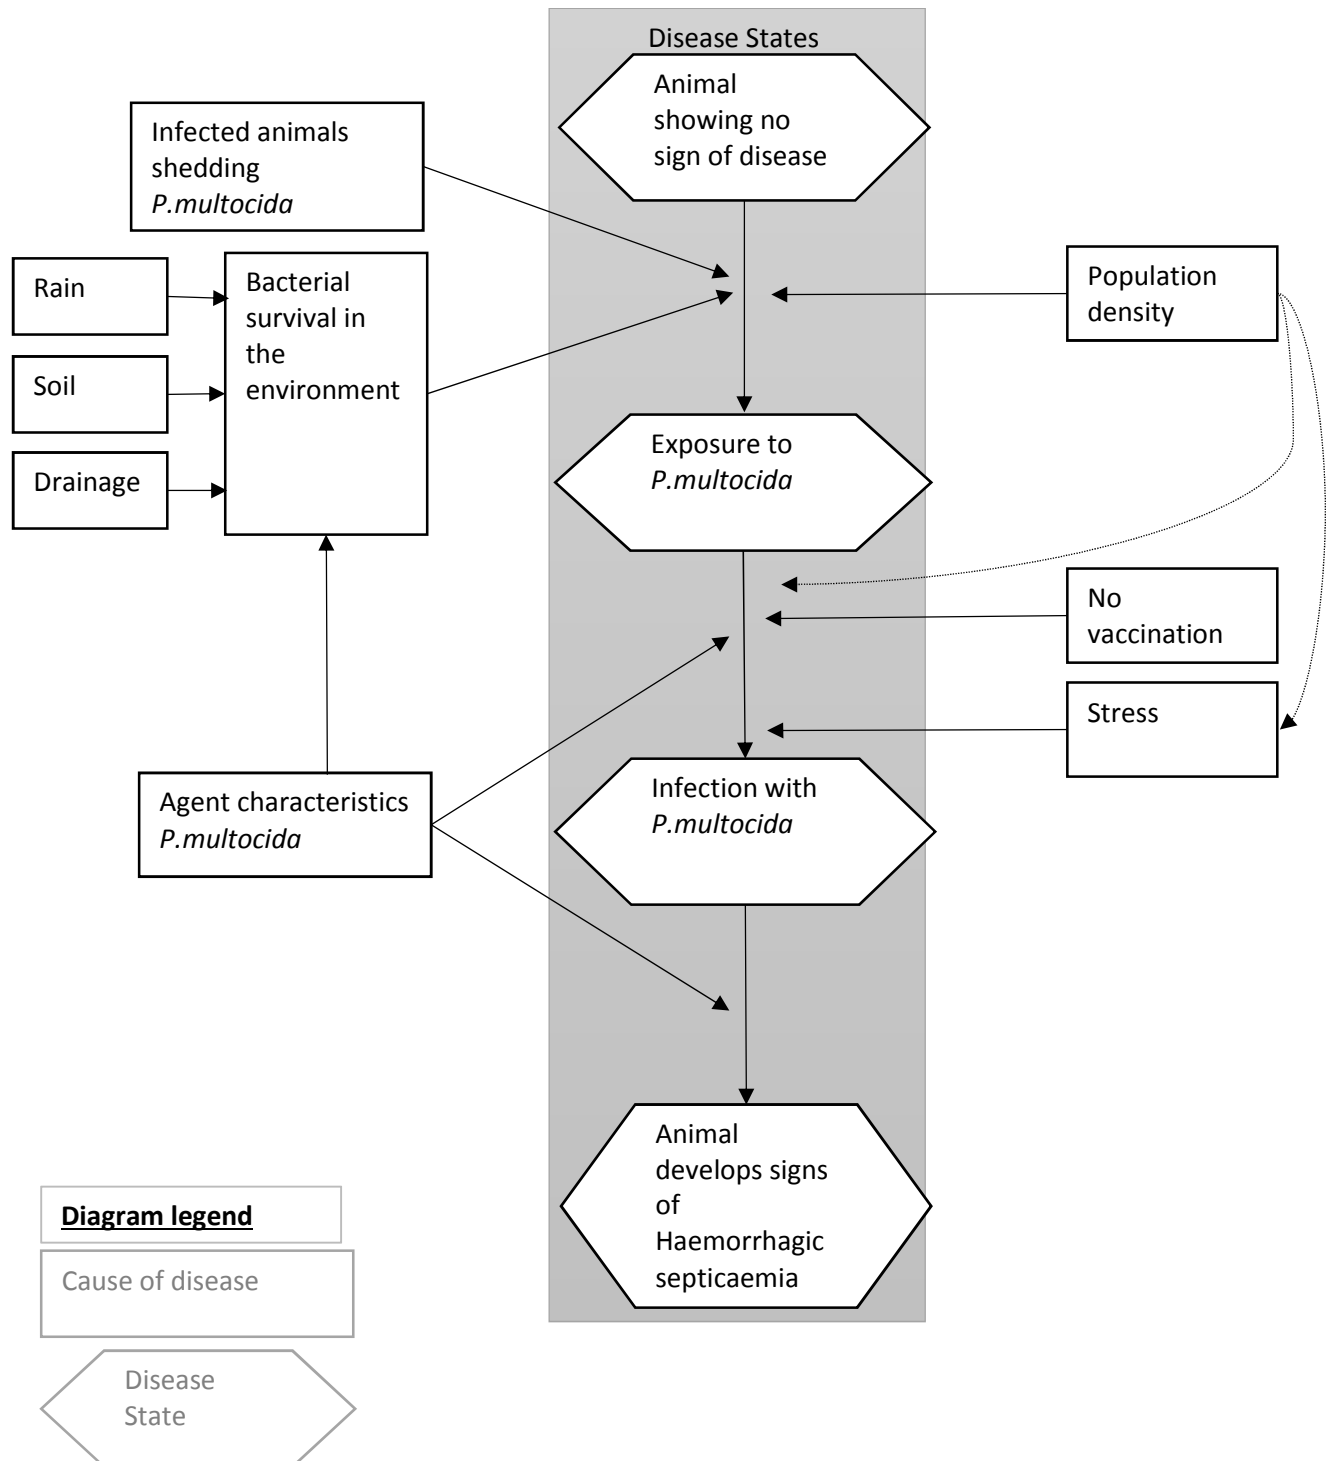 Disease States
Animal
showing no
sign of disease
Infected animals
shedding
P.multocida
Rain
Soil
Drainage
Bacterial
survival in
the
environment
Population
density
Exposure to
P.multocida
No
vaccination
Stress
Agent characteristics
P.multocida
Infection with
P.multocida
Animal
develops signs
of
Haemorrhagic
septicaemia
Diagram legend
Cause of disease
Disease
State